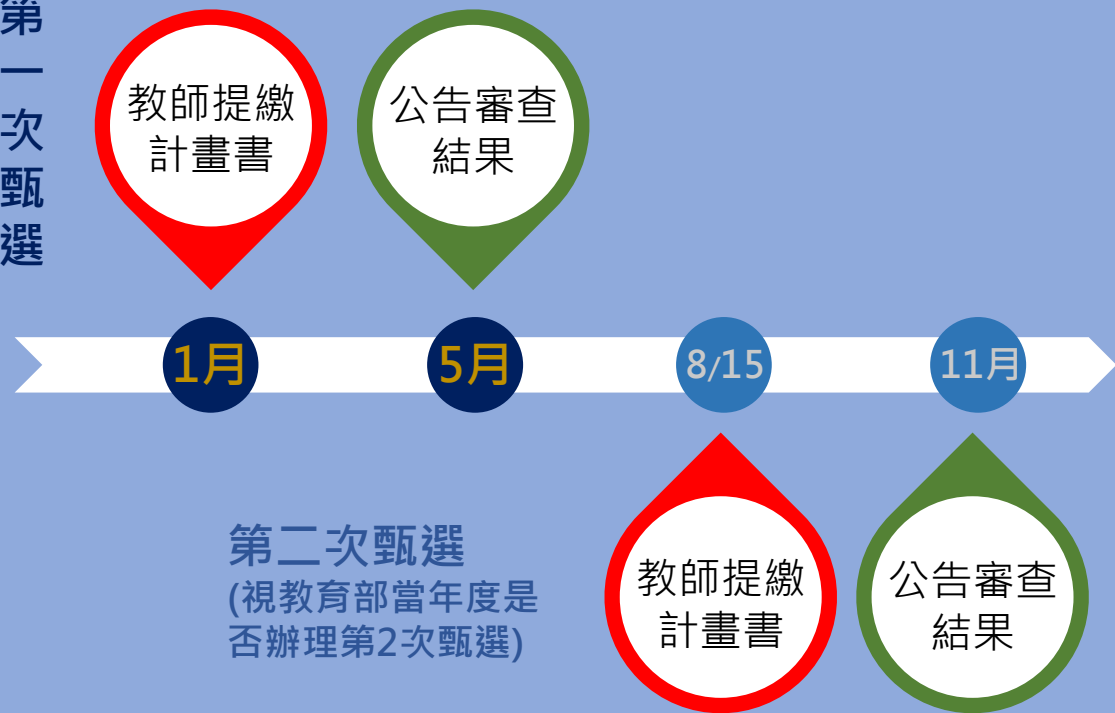 第一次甄選
教師提繳
計畫書
公告審查
結果
1月
5月
8/15
11月
第二次甄選
(視教育部當年度是
否辦理第2次甄選)
教師提繳
計畫書
公告審查
結果